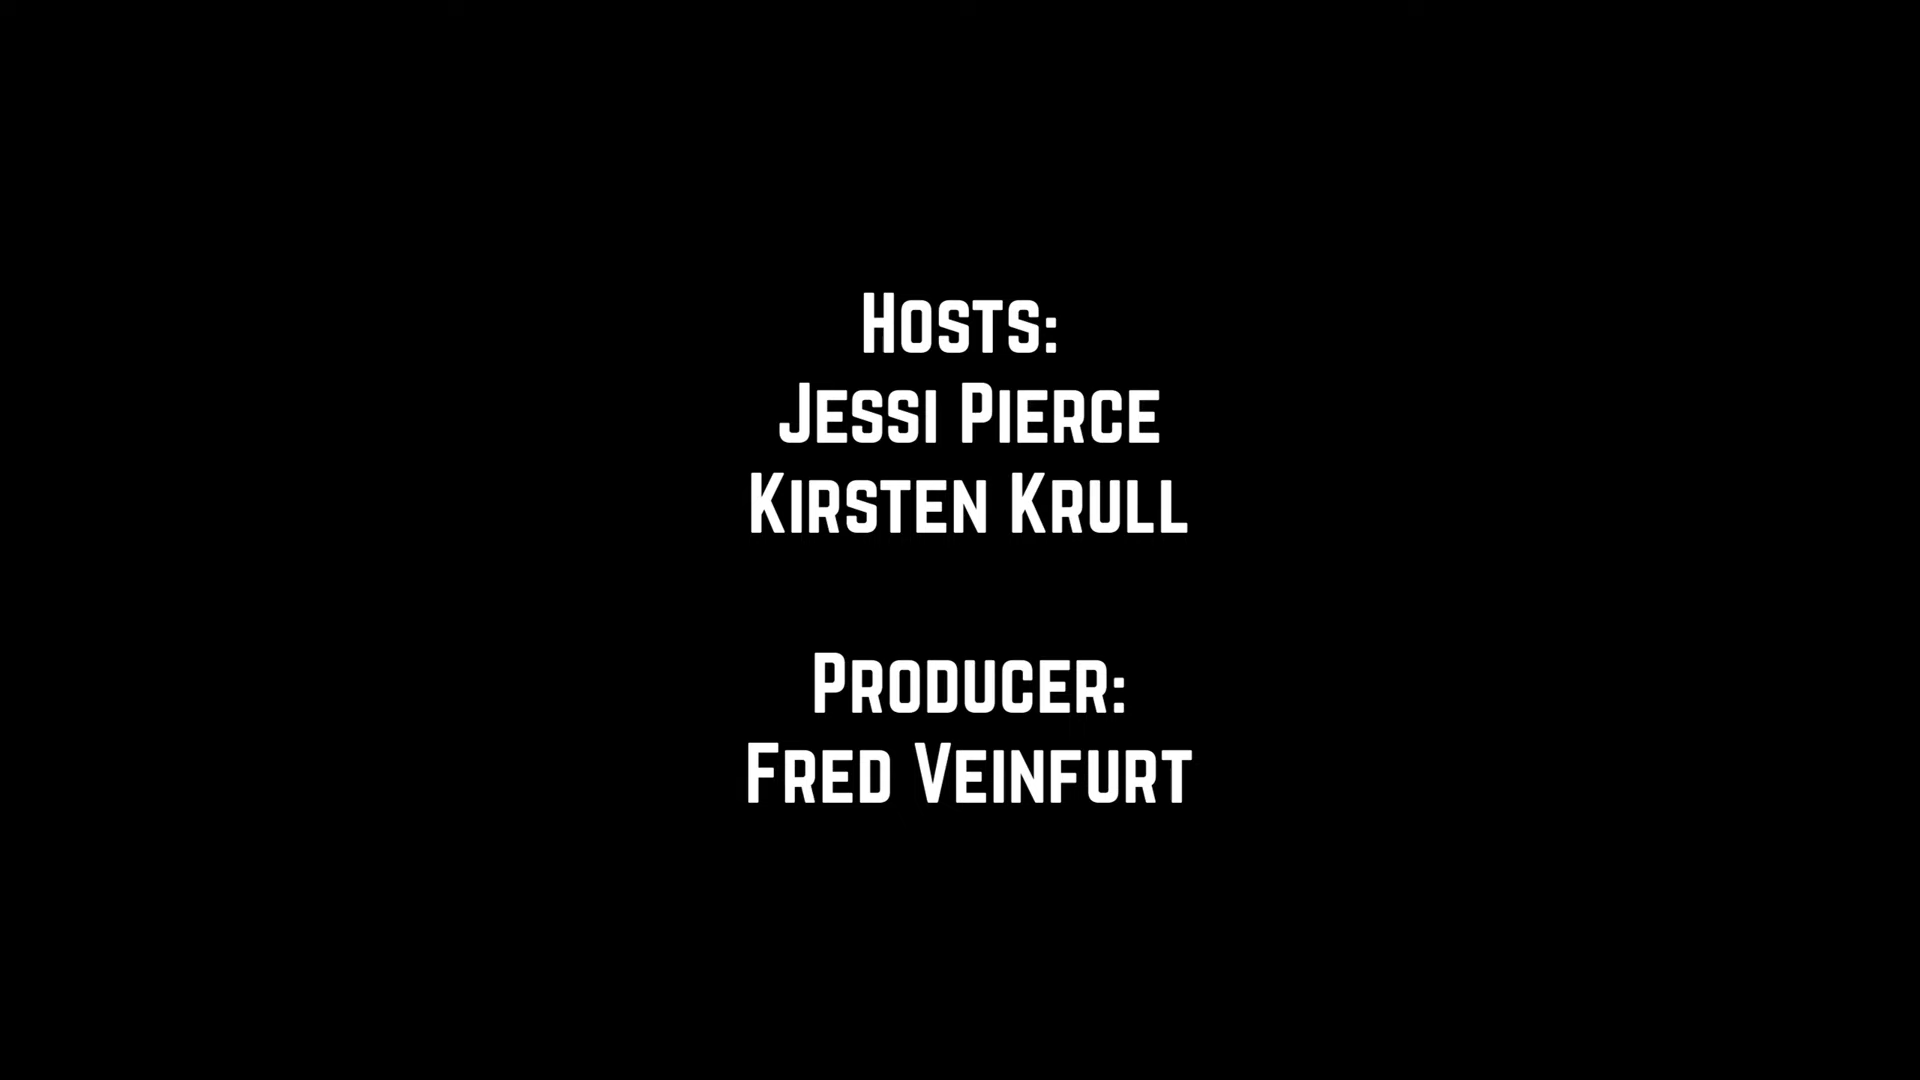 Hosts:
Jessi Pierce
Kirsten Krull
Producer:
Fred Veinfurt